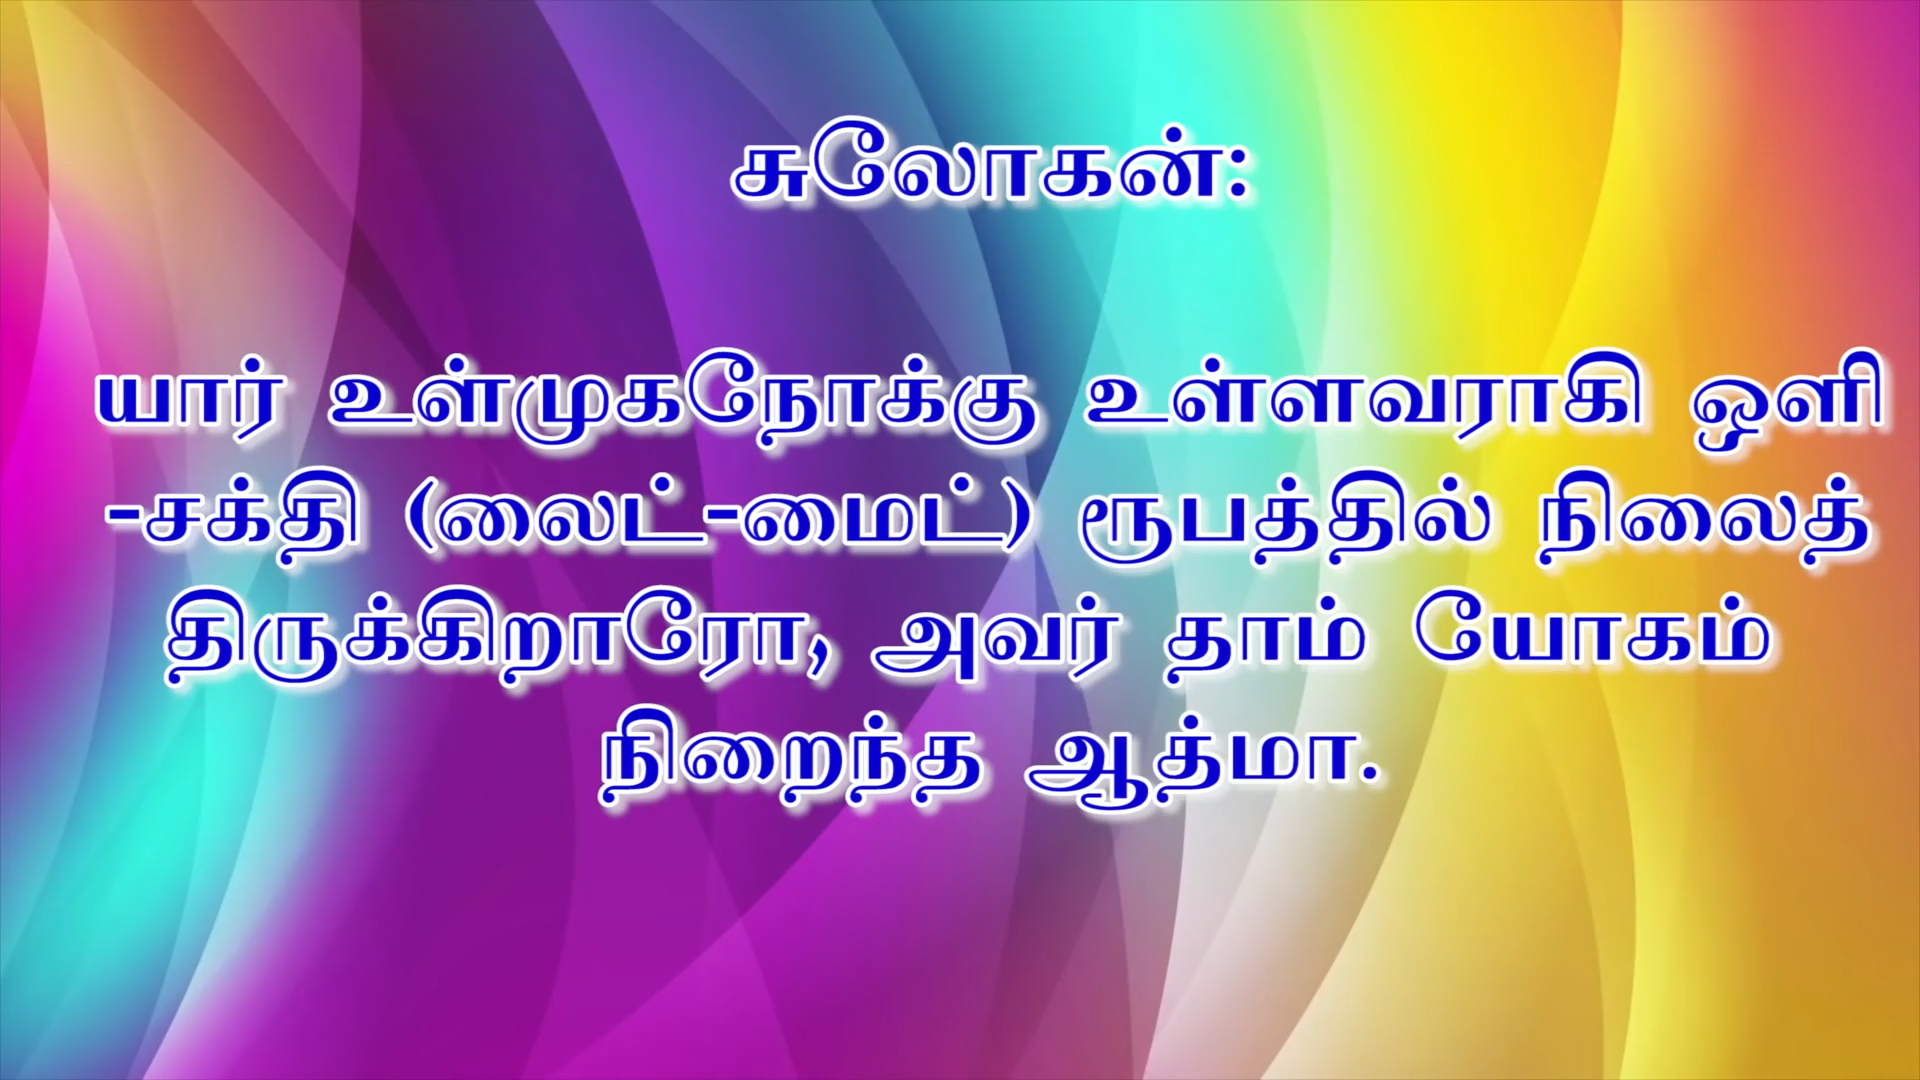 சுலோகன்:
யார் உள்முகநோக்கு உள்ளவராகி ஒளி
-சக்தி (லைட்-மைட்) ரூபத்தில் நிலைத்
திருக்கிறாரோ, அவர் தாம் யோகம்
நிறைந்த ஆத்மா.